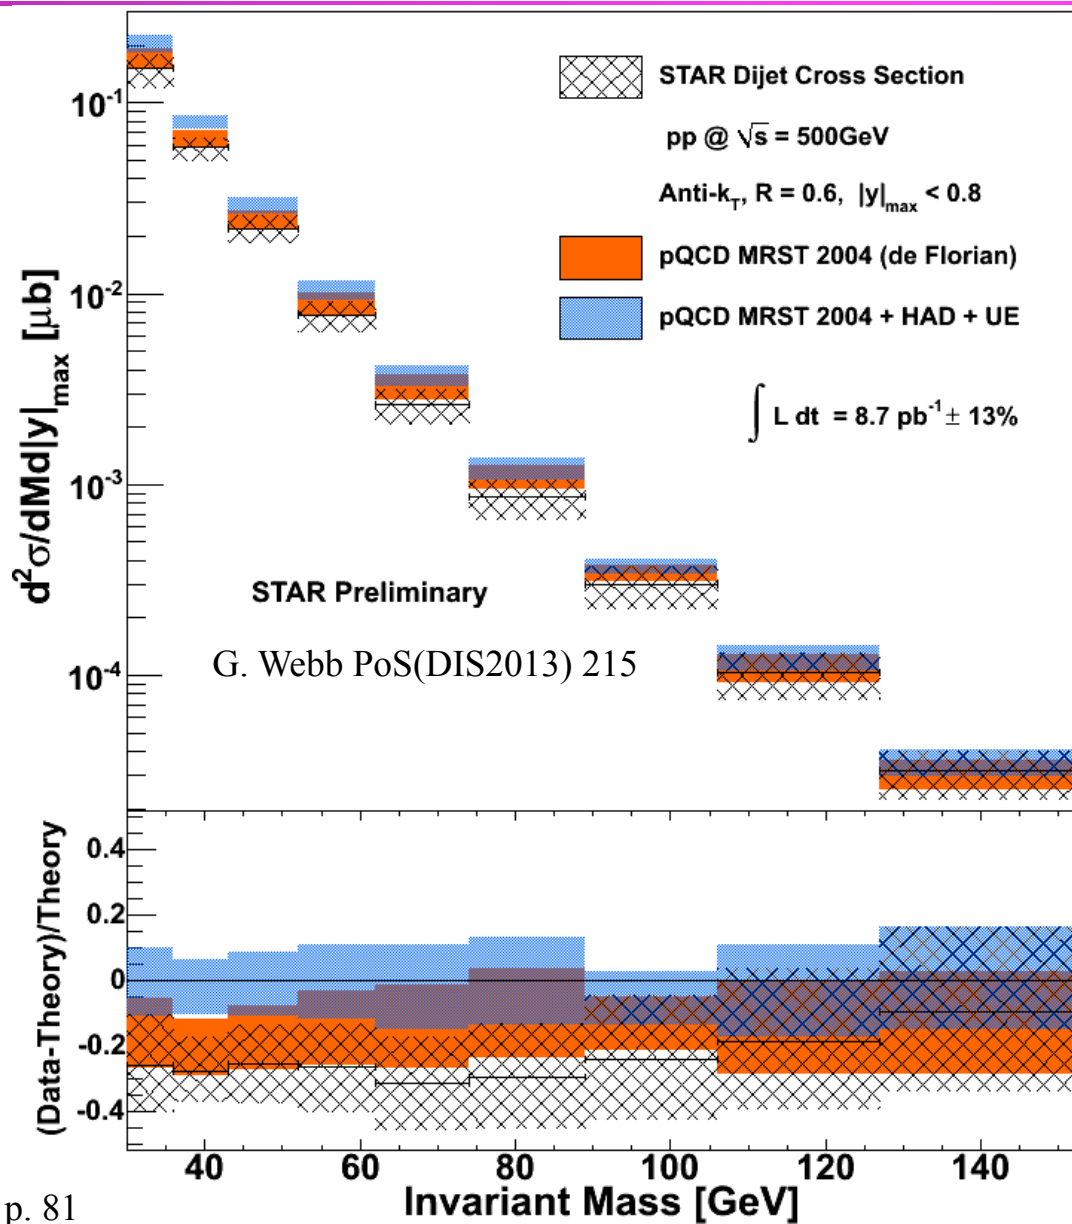 STAR Dijet Cross Section
pp @ √s = 500GeV
Anti-k_T, R = 0.6, |y|_max < 0.8
pQCD MRST 2004 (de Florian)
pQCD MRST 2004 + HAD + UE
∫ L dt = 8.7 pb^-1 ± 13%
STAR Preliminary
G. Webb PoS(DIS2013) 215
d²σ/dMd|y|_max [μb]
10^-1
10^-2
10^-3
10^-4
(Data-Theory)/Theory
0.4
0.2
0
-0.2
-0.4
40 60 80 100 120 140
Invariant Mass [GeV]
p. 81